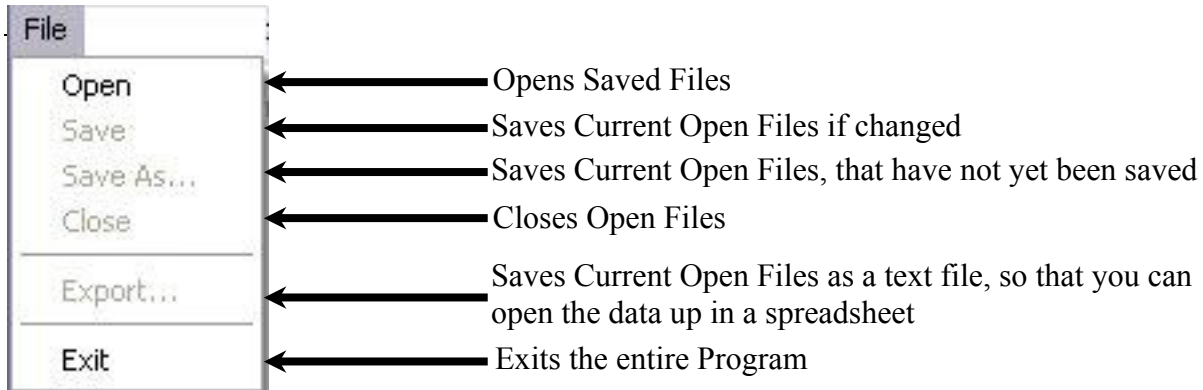 File
Open
Opens Saved Files
Save
Saves Current Open Files if changed
Save As...
Saves Current Open Files, that have not yet been saved
Close
Closes Open Files
Export...
Saves Current Open Files as a text file, so that you can
open the data up in a spreadsheet
Exit
Exits the entire Program